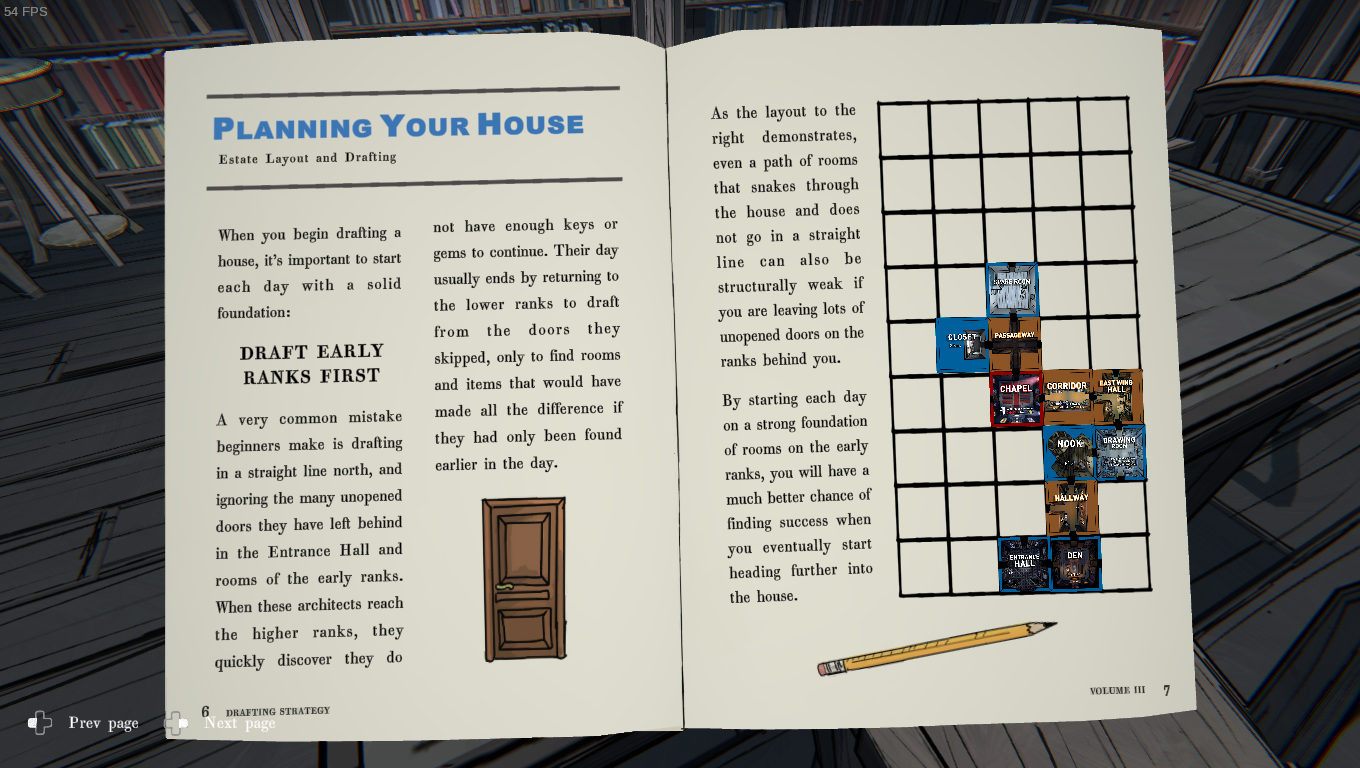 54 FPS
PLANNING YOUR HOUSE
Estate Layout and Drafting
When you begin drafting a
house, it's important to start
each day with a solid
foundation:
DRAFT EARLY
RANKS FIRST
A very common mistake
beginners make is drafting
in a straight line north, and
ignoring the many unopened
doors they have left behind
in the Entrance Hall and
rooms of the early ranks.
When these architects reach
the higher ranks, they
quickly discover they do
not have enough keys or
gems to continue. Their day
usually ends by returning to
the lower ranks to draft
from the doors they
skipped, only to find rooms
and items that would have
made all the difference if
they had only been found
earlier in the day.
6 DRAFTING STRATEGY
Prev page
Next page
As the layout to the
right demonstrates,
even a path of rooms
that snakes through
the house and does
not go in a straight
line can also be
structurally weak if
you are leaving lots of
unopened doors on the
ranks behind you.
By starting each day
on a strong foundation
of rooms on the early
ranks, you will have a
much better chance of
finding success when
you eventually start
heading further into
the house.
SPARE ROOM
CLOSET
PASSAGEWAY
CHAPEL
CORRIDOR
EAST WING
HALL
NOOK
DRAWING
ROOM
HALLWAY
ENTRANCE
HALL
DEN
VOLUME III 7